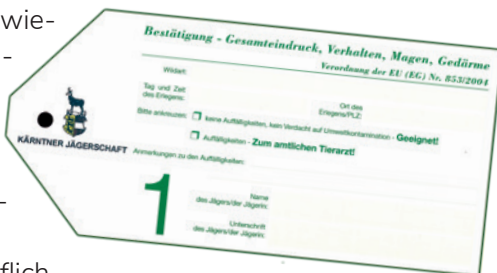 wie-
-
Bestätigung - Gesamteindruck, Verhalten, Magen, Gedärme
Verordnung der EU (EG) Nr. 853/2004
Wildart:
Tag und Zeit
des Erlegens:
Ort des
Erlegens/PLZ:
Bitte ankreuzen:
keine Auffälligkeiten, kein Verdacht auf Umweltkontamination - Geeignet!
Auffälligkeiten - Zum amtlichen Tierarzt!
KÄRNTNER JÄGERSCHAFT
Anmerkungen zu den Auffälligkeiten:
1
Name
des Jägers/der Jägerin:
Unterschrift
des Jägers/der Jägerin:
-
flich